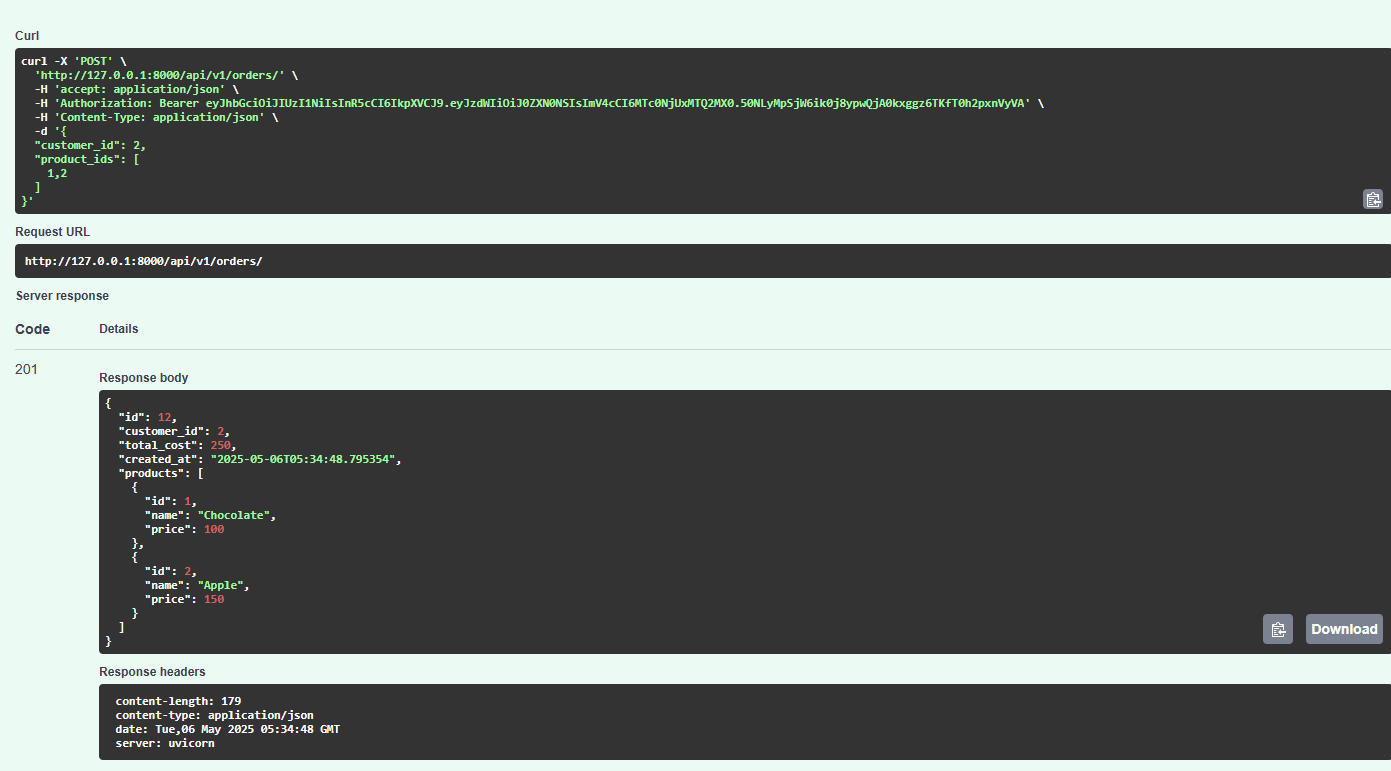 Curl
curl -X 'POST' \
  'http://127.0.0.1:8000/api/v1/orders/' \
  -H 'accept: application/json' \
  -H 'Authorization: Bearer eyJhbGciOiJIUzI1NiIsInR5cCI6IkpXVCJ9.eyJzdWIiOiJ0ZXN0NSIsImV4cCI6MTc0NjUxMTQ2MX0.50NLyMpSjW6ik0j8ypwQjA0kxggz6TKfT0h2pxnVyVA' \
  -H 'Content-Type: application/json' \
  -d '{
  "customer_id": 2,
  "product_ids": [
    1,2
  ]
}'
Request URL
http://127.0.0.1:8000/api/v1/orders/
Server response
Code Details
201
Response body
{
  "id": 12,
  "customer_id": 2,
  "total_cost": 250,
  "created_at": "2025-05-06T05:34:48.795354",
  "products": [
    {
      "id": 1,
      "name": "Chocolate",
      "price": 100
    },
    {
      "id": 2,
      "name": "Apple",
      "price": 150
    }
  ]
}
Download
Response headers
content-length: 179
content-type: application/json
date: Tue,06 May 2025 05:34:48 GMT
server: uvicorn